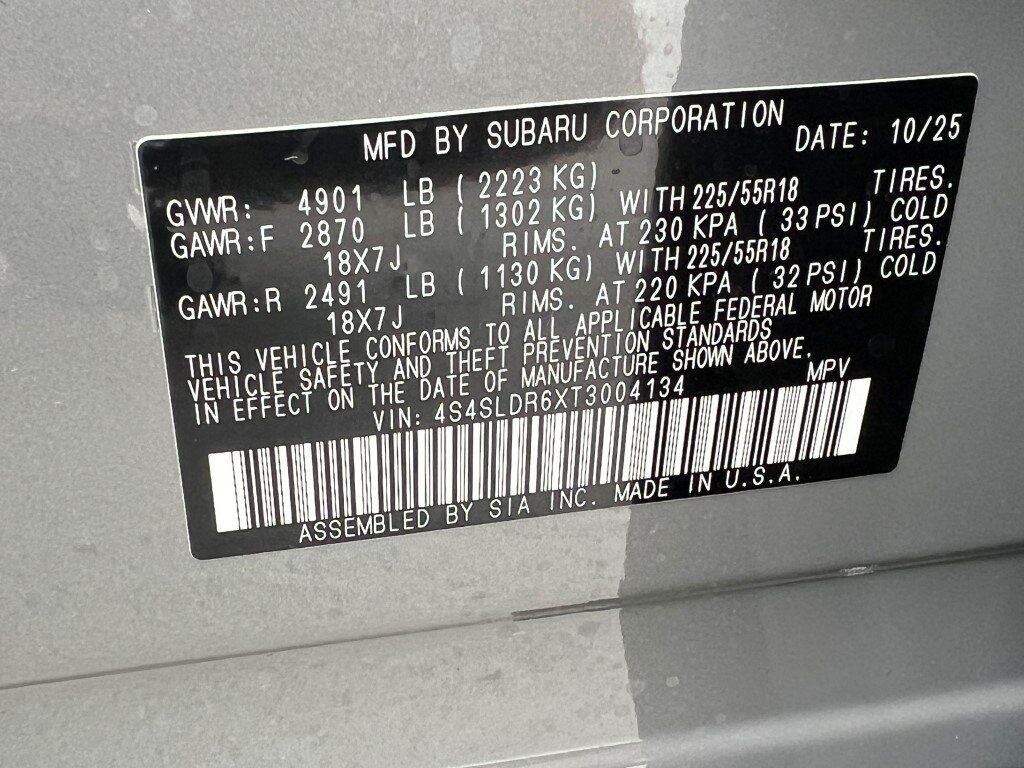 MFD BY SUBARU CORPORATION DATE: 10/25
GVWR: 4901 LB ( 2223 KG)
GAWR:F 2870 LB ( 1302 KG) WITH 225/55R18 TIRES.
18X7J RIMS. AT 230 KPA ( 33 PSI) COLD
GAWR:R 2491 LB ( 1130 KG) WITH 225/55R18 TIRES.
18X7J RIMS. AT 220 KPA ( 32 PSI) COLD
THIS VEHICLE CONFORMS TO ALL APPLICABLE FEDERAL MOTOR
VEHICLE SAFETY AND THEFT PREVENTION STANDARDS
IN EFFECT ON THE DATE OF MANUFACTURE SHOWN ABOVE.
VIN: 4S4SLDR6XT3004134 MPV
ASSEMBLED BY SIA INC. MADE IN U.S.A.